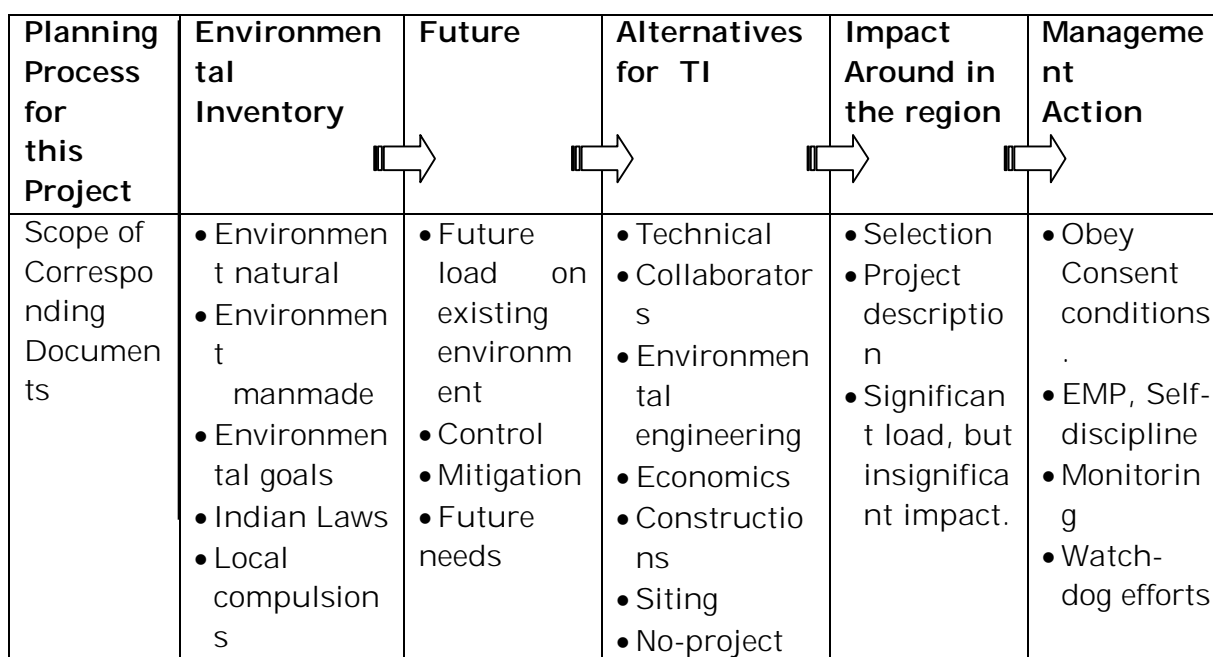 Planning
Process
for
this
Project
Environmen
tal
Inventory
Future
Alternatives
for TI
Impact
Around in
the region
Manageme
nt
Action
Scope of
Correspo
nding
Documen
ts
• Environmen
t natural
• Environmen
t
manmade
• Environmen
tal goals
• Indian Laws
• Local
compulsion
s
• Future
load on
existing
environm
ent
• Control
• Mitigation
• Future
needs
• Technical
• Collaborator
s
• Environmen
tal
engineering
• Economics
• Constructio
ns
• Siting
• No-project
• Selection
• Project
descriptio
n
• Significan
t load, but
insignifica
nt impact.
• Obey
Consent
conditions
.
• EMP, Self-
discipline
• Monitorin
g
• Watch-
dog efforts